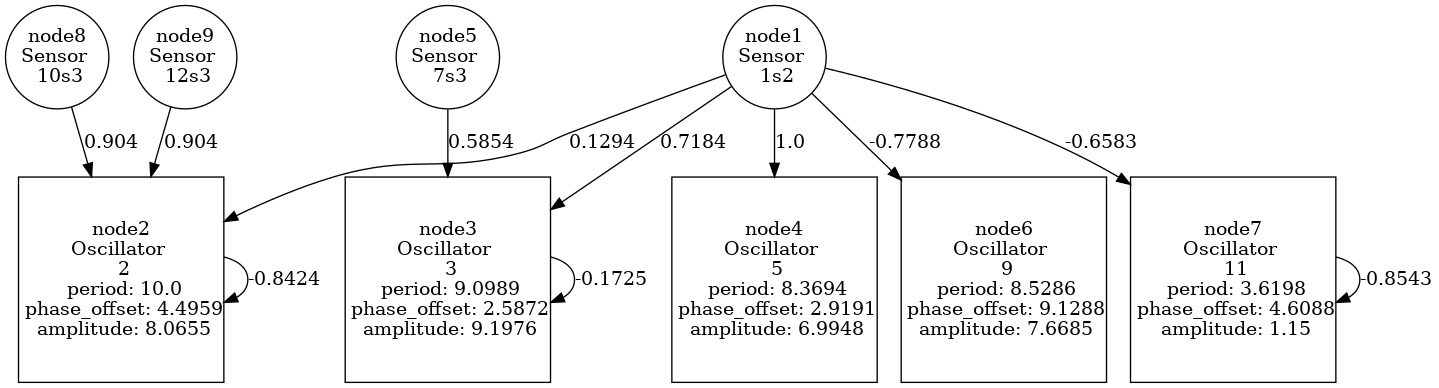 node8
Sensor
10s3
node9
Sensor
12s3
node5
Sensor
7s3
node1
Sensor
1s2
0.904
0.904
0.5854
0.1294
0.7184
1.0
-0.7788
-0.6583
node2
Oscillator
2
period: 10.0
phase_offset: 4.4959
amplitude: 8.0655
-0.8424
node3
Oscillator
3
period: 9.0989
phase_offset: 2.5872
amplitude: 9.1976
-0.1725
node4
Oscillator
5
period: 8.3694
phase_offset: 2.9191
amplitude: 6.9948
node6
Oscillator
9
period: 8.5286
phase_offset: 9.1288
amplitude: 7.6685
node7
Oscillator
11
period: 3.6198
phase_offset: 4.6088
amplitude: 1.15
-0.8543